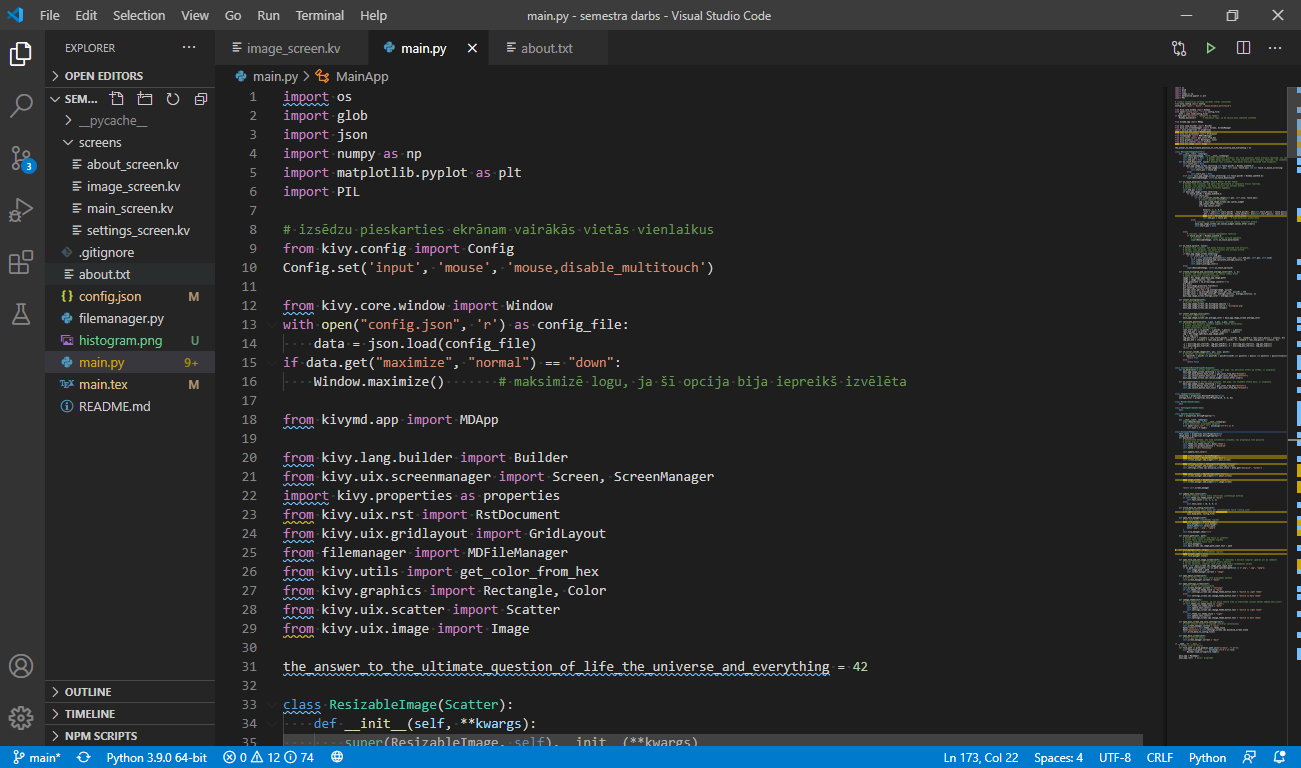 File Edit Selection View Go Run Terminal Help main.py - semestra darbs - Visual Studio Code
EXPLORER
image_screen.kv main.py about.txt
OPEN EDITORS
main.py > MainApp
SEM...
__pycache__
screens
about_screen.kv
image_screen.kv
main_screen.kv
settings_screen.kv
.gitignore
about.txt
config.json M
filemanager.py
histogram.png U
main.py 9+
main.tex M
README.md
OUTLINE
TIMELINE
NPM SCRIPTS
3
1 import os
2 import glob
3 import json
4 import numpy as np
5 import matplotlib.pyplot as plt
6 import PIL
7
8 # izsēdzu pieskarties ekrānam vairākās vietās vienlaikus
9 from kivy.config import Config
10 Config.set('input', 'mouse', 'mouse,disable_multitouch')
11
12 from kivy.core.window import Window
13 with open("config.json", 'r') as config_file:
14 data = json.load(config_file)
15 if data.get("maximize", "normal") == "down":
16 Window.maximize() # maksimizē logu, ja šī opcija bija iepreikš izvēlēta
17
18 from kivymd.app import MDApp
19
20 from kivy.lang.builder import Builder
21 from kivy.uix.screenmanager import Screen, ScreenManager
22 import kivy.properties as properties
23 from kivy.uix.rst import RstDocument
24 from kivy.uix.gridlayout import GridLayout
25 from filemanager import MDFileManager
26 from kivy.utils import get_color_from_hex
27 from kivy.graphics import Rectangle, Color
28 from kivy.uix.scatter import Scatter
29 from kivy.uix.image import Image
30
31 the_answer_to_the_ultimate_question_of_life_the_universe_and_everything = 42
32
33 class ResizableImage(Scatter):
34 def __init__(self, **kwargs):
35 super(ResizableImage, self).__init__(**kwargs)
main* Python 3.9.0 64-bit 0 12 74 Ln 173, Col 22 Spaces: 4 UTF-8 CRLF Python